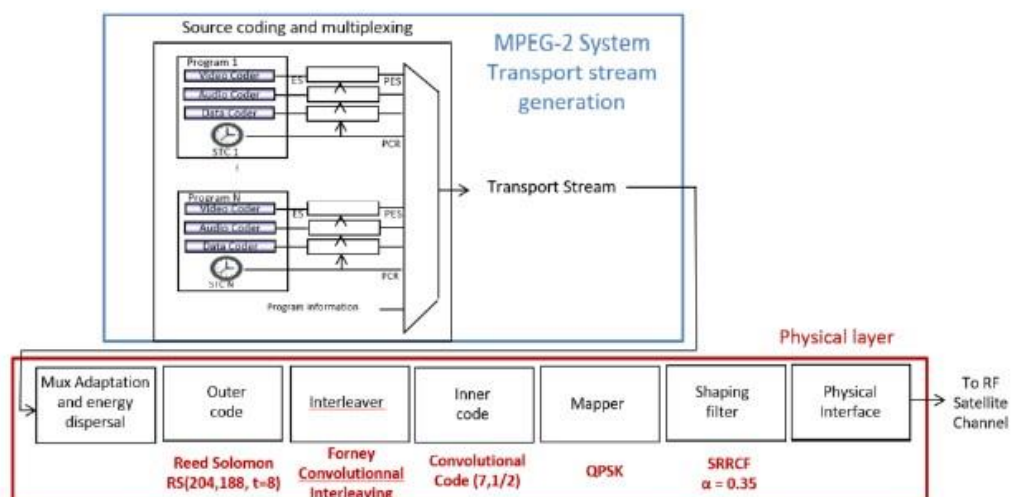 Source coding and multiplexing
MPEG-2 System
Transport stream
generation
Program 1
Video Coder
ES
PES
Audio Coder
Data Coder
STC 1
PCR
Transport Stream
Program N
Video Coder
ES
PES
Audio Coder
Data Coder
STC N
PCR
Program information
Physical layer
Mux Adaptation
and energy
dispersal
Outer
code
Interleaver
Inner
code
Mapper
Shaping
filter
Physical
Interface
To RF
Satellite
Channel
Reed Solomon
RS(204,188, t=8)
Forney
Convolutionnal
Interleaving
Convolutional
Code (7,1/2)
QPSK
SRRCF
α = 0.35